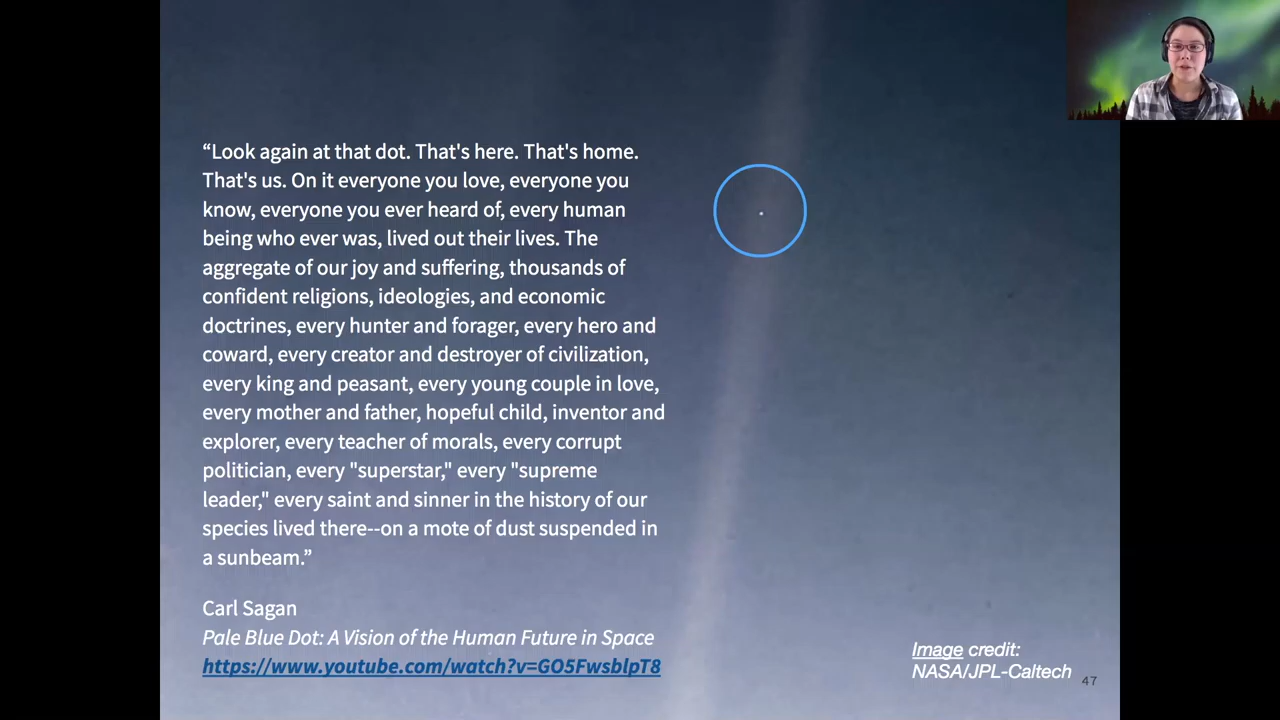 “Look again at that dot. That's here. That's home.
That's us. On it everyone you love, everyone you
know, everyone you ever heard of, every human
being who ever was, lived out their lives. The
aggregate of our joy and suffering, thousands of
confident religions, ideologies, and economic
doctrines, every hunter and forager, every hero and
coward, every creator and destroyer of civilization,
every king and peasant, every young couple in love,
every mother and father, hopeful child, inventor and
explorer, every teacher of morals, every corrupt
politician, every "superstar," every "supreme
leader," every saint and sinner in the history of our
species lived there--on a mote of dust suspended in
a sunbeam.”
Carl Sagan
Pale Blue Dot: A Vision of the Human Future in Space
https://www.youtube.com/watch?v=GO5FwsblpT8
Image credit:
NASA/JPL-Caltech
47